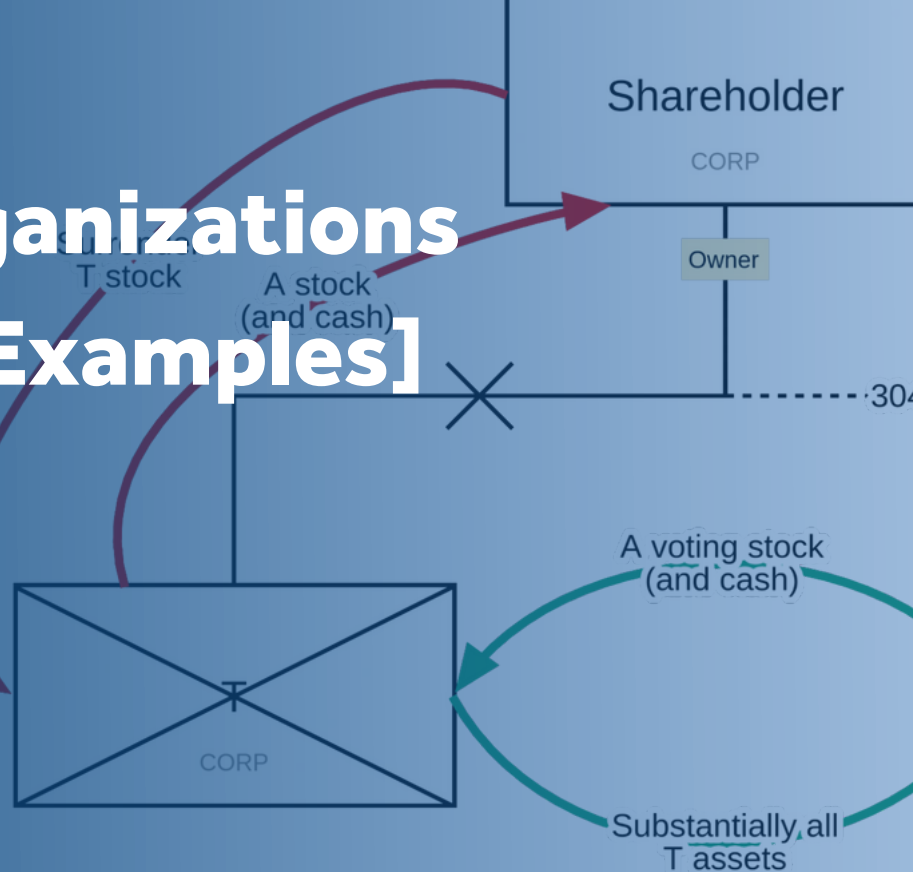 Shareholder
CORP
ganizations
T stock
Owner
A stock
(and cash)
Examples]
304
A voting stock
(and cash)
T
CORP
Substantially all
T assets